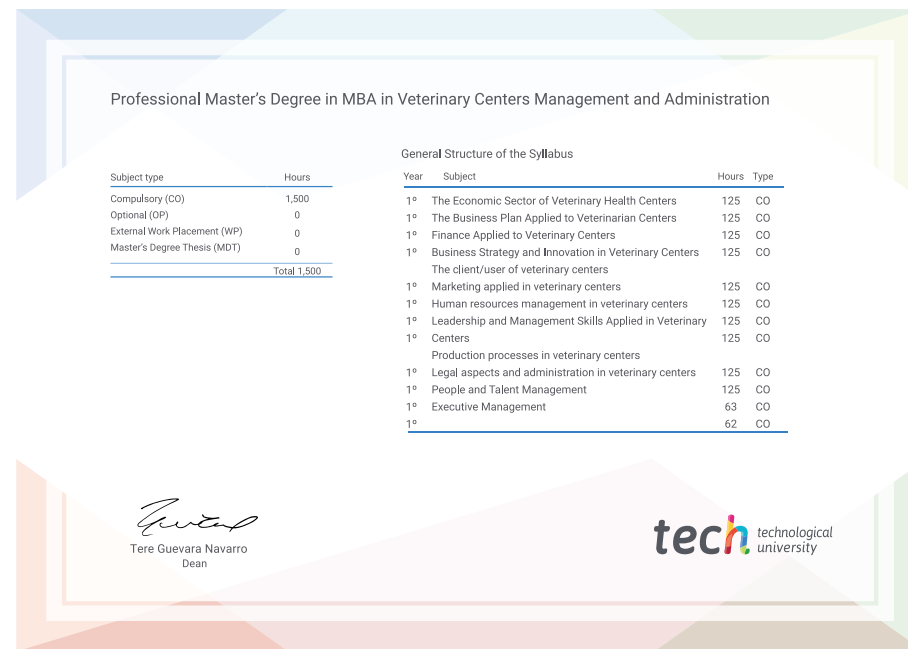 Professional Master's Degree in MBA in Veterinary Centers Management and Administration
General Structure of the Syllabus
Subject type Hours
Compulsory (CO) 1,500
Optional (OP) 0
External Work Placement (WP) 0
Master's Degree Thesis (MDT) 0
Total 1,500
Year Subject Hours Type
1º The Economic Sector of Veterinary Health Centers 125 CO
1º The Business Plan Applied to Veterinarian Centers 125 CO
1º Finance Applied to Veterinary Centers 125 CO
1º Business Strategy and Innovation in Veterinary Centers 125 CO
The client/user of veterinary centers
1º Marketing applied in veterinary centers 125 CO
1º Human resources management in veterinary centers 125 CO
1º Leadership and Management Skills Applied in Veterinary 125 CO
1º Centers 125 CO
Production processes in veterinary centers
1º Legal aspects and administration in veterinary centers 125 CO
1º People and Talent Management 125 CO
1º Executive Management 63 CO
1º 62 CO
Tere Guevara Navarro
Dean
tech technological
university